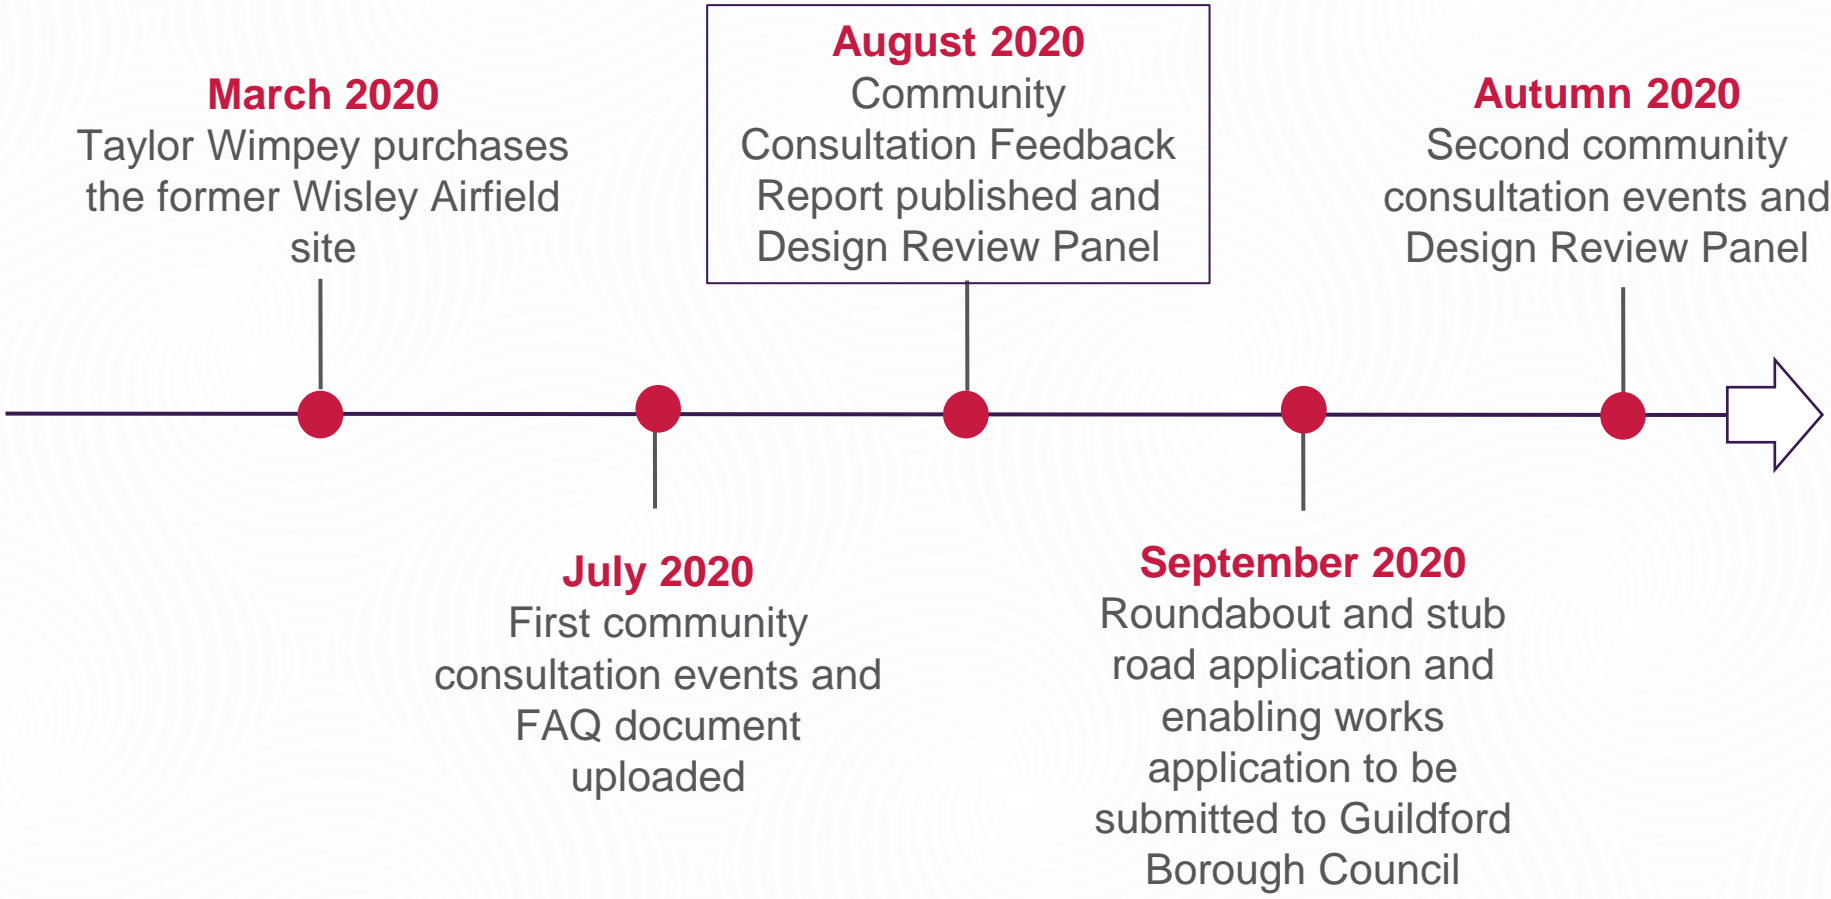 March 2020
Taylor Wimpey purchases
the former Wisley Airfield
site
July 2020
First community
consultation events and
FAQ document
uploaded
August 2020
Community
Consultation Feedback
Report published and
Design Review Panel
September 2020
Roundabout and stub
road application and
enabling works
application to be
submitted to Guildford
Borough Council
Autumn 2020
Second community
consultation events and
Design Review Panel